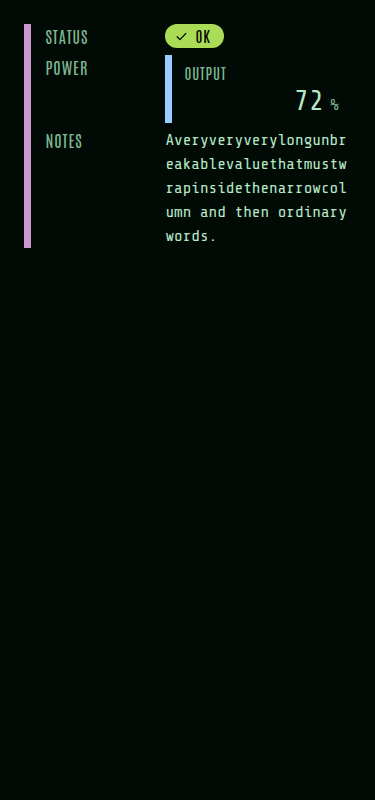 STATUS ✓ OK
POWER OUTPUT
72 %
NOTES Averyveryverylongunbr
eakablevaluethatmustw
rapinsidethenarrowcol
umn and then ordinary
words.